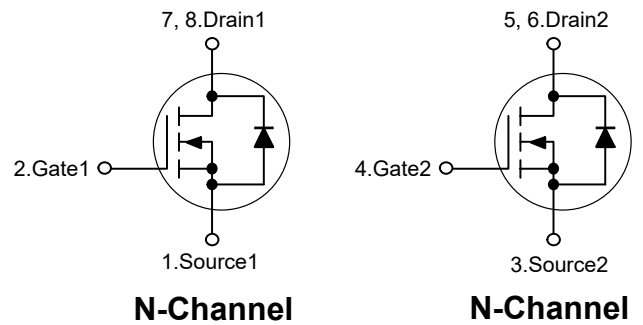 7, 8.Drain1
5, 6.Drain2
2.Gate1
4.Gate2
1.Source1
3.Source2
N-Channel
N-Channel